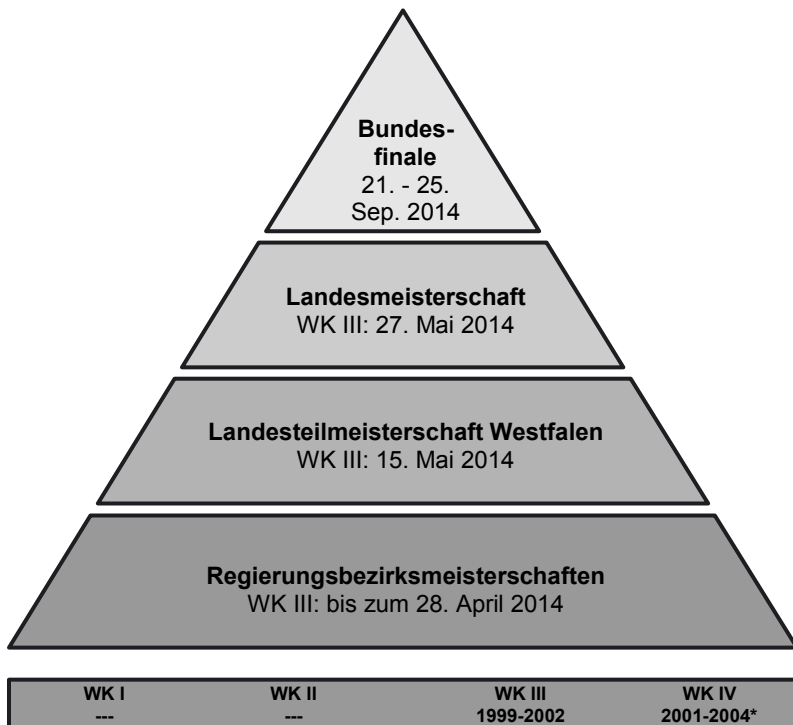 Bundes-
finale
21. - 25.
Sep. 2014
Landesmeisterschaft
WK III: 27. Mai 2014
Landesteilmeisterschaft Westfalen
WK III: 15. Mai 2014
Regierungsbezirksmeisterschaften
WK III: bis zum 28. April 2014
WK I WK II WK III WK IV
--- --- 1999-2002 2001-2004*